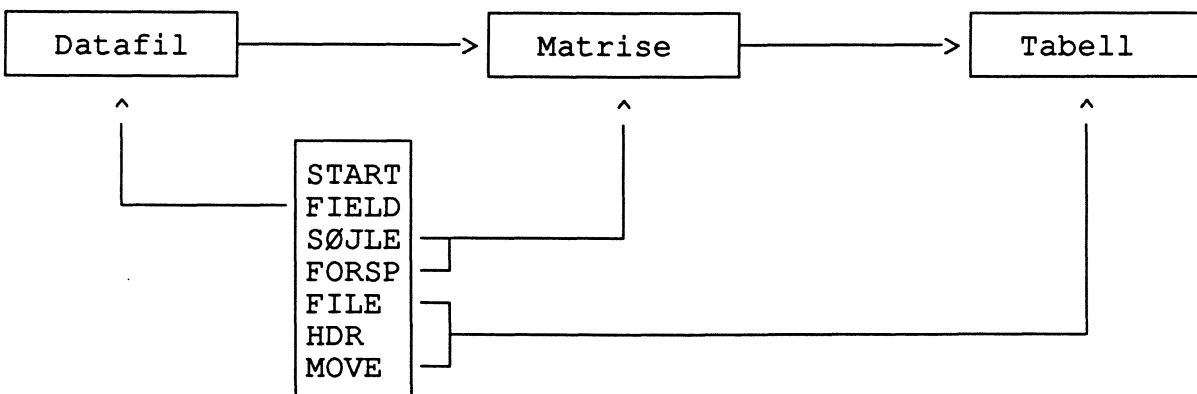 Datafil Matrise Tabell
START
FIELD
SØJLE
FORSP
FILE
HDR
MOVE